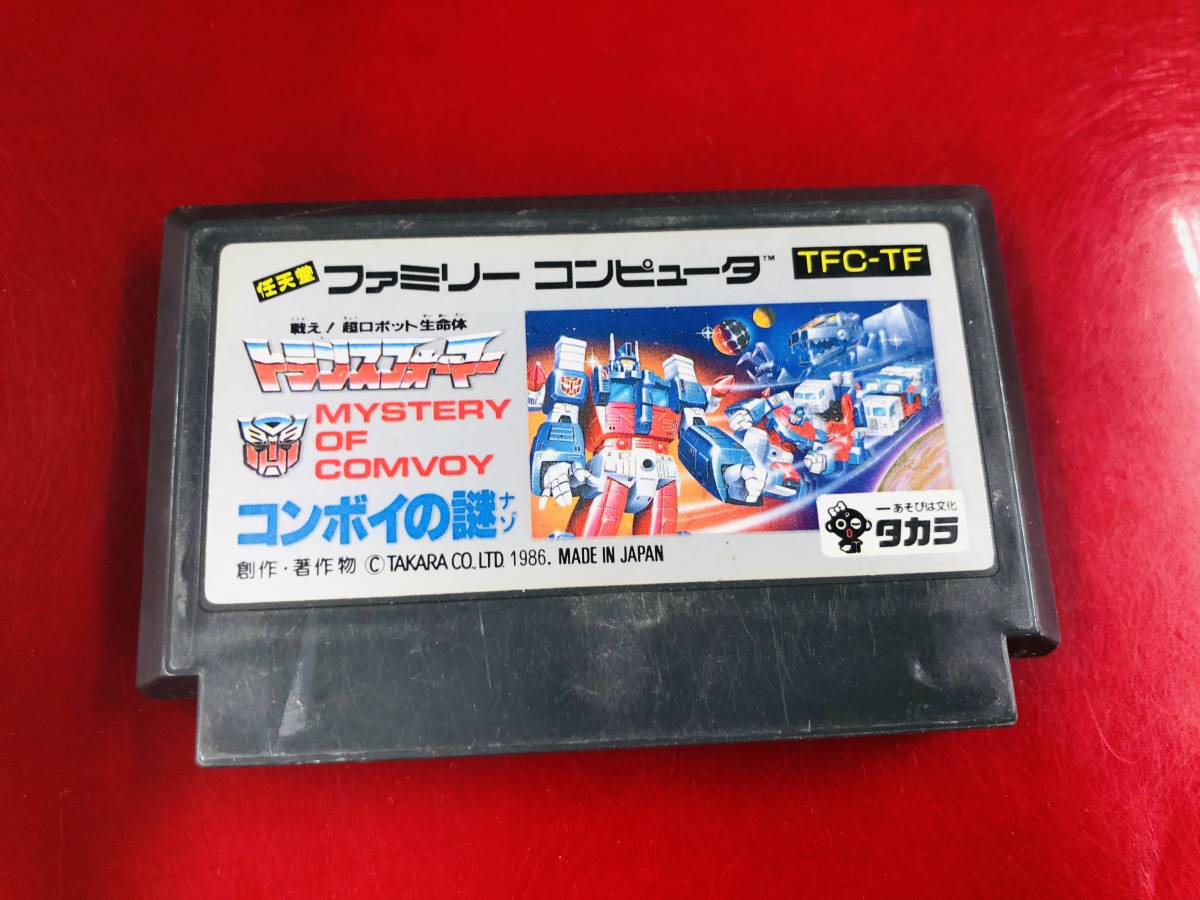 任天堂 ファミリー コンピュータ™ TFC-TF
戦え! 超ロボット生命体
トランスフォーマー
MYSTERY
OF
COMVOY
コンボイの謎
ナゾ
創作・著作物 ©TAKARA CO.,LTD. 1986. MADE IN JAPAN
ーあそびは文化
タカラ